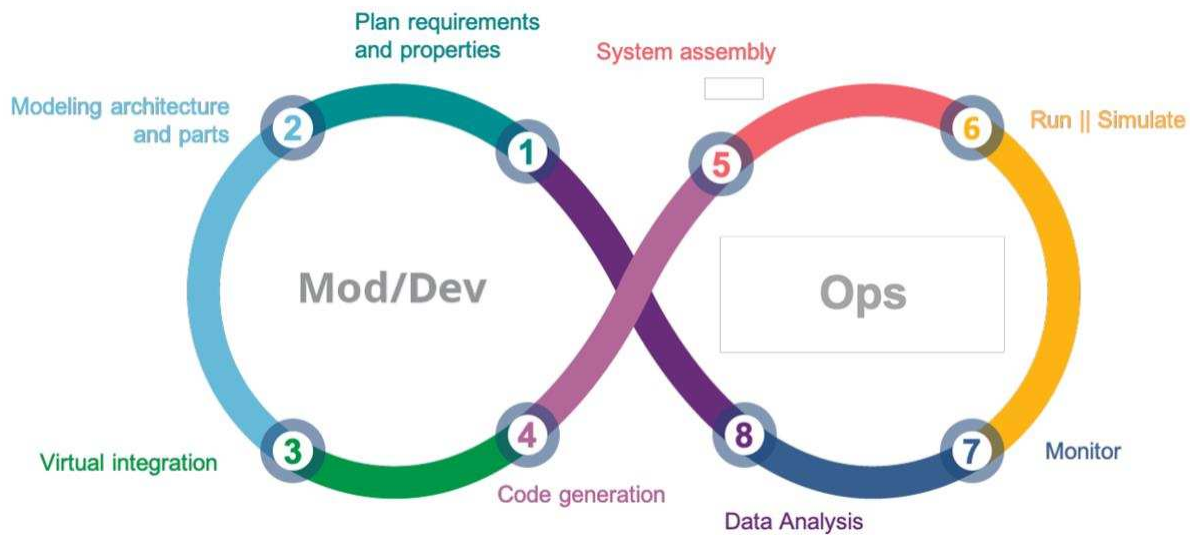 Plan requirements
and properties
System assembly
Modeling architecture
and parts
2
1
5
6
Run || Simulate
Mod/Dev
Ops
Virtual integration
3
4
8
7
Monitor
Code generation
Data Analysis